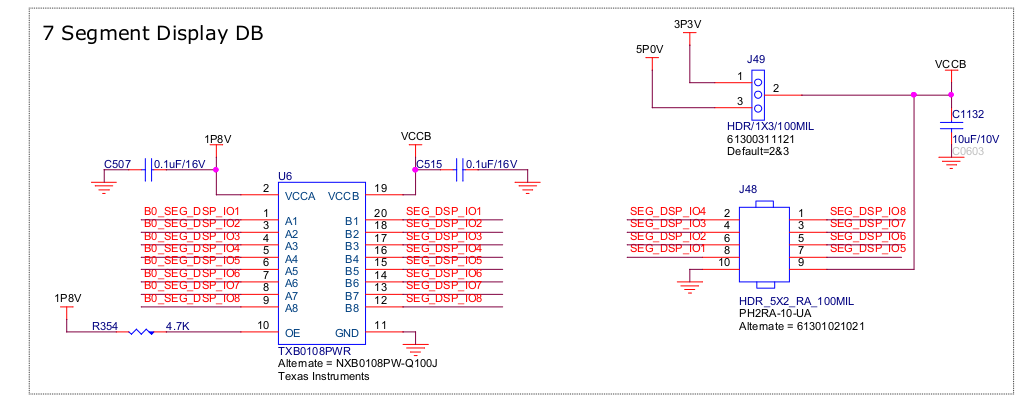 7 Segment Display DB
3P3V
5P0V
J49
1
2
3
HDR/1X3/100MIL
61300311121
Default=2&3
VCCB
C1132
10uF/10V
C0603
1P8V
C507
0.1uF/16V
VCCB
C515
0.1uF/16V
U6
2
VCCA
VCCB
19
B0_SEG_DSP_IO1
1
A1
B1
20
SEG_DSP_IO1
B0_SEG_DSP_IO2
3
A2
B2
18
SEG_DSP_IO2
B0_SEG_DSP_IO3
4
A3
B3
17
SEG_DSP_IO3
B0_SEG_DSP_IO4
5
A4
B4
16
SEG_DSP_IO4
B0_SEG_DSP_IO5
6
A5
B5
15
SEG_DSP_IO5
B0_SEG_DSP_IO6
7
A6
B6
14
SEG_DSP_IO6
B0_SEG_DSP_IO7
8
A7
B7
13
SEG_DSP_IO7
B0_SEG_DSP_IO8
9
A8
B8
12
SEG_DSP_IO8
1P8V
R354
4.7K
10
OE
GND
11
TXB0108PWR
Alternate = NXB0108PW-Q100J
Texas Instruments
J48
SEG_DSP_IO4
2
1
SEG_DSP_IO8
SEG_DSP_IO3
4
3
SEG_DSP_IO7
SEG_DSP_IO2
6
5
SEG_DSP_IO6
SEG_DSP_IO1
8
7
SEG_DSP_IO5
10
9
HDR_5X2_RA_100MIL
PH2RA-10-UA
Alternate = 61301021021